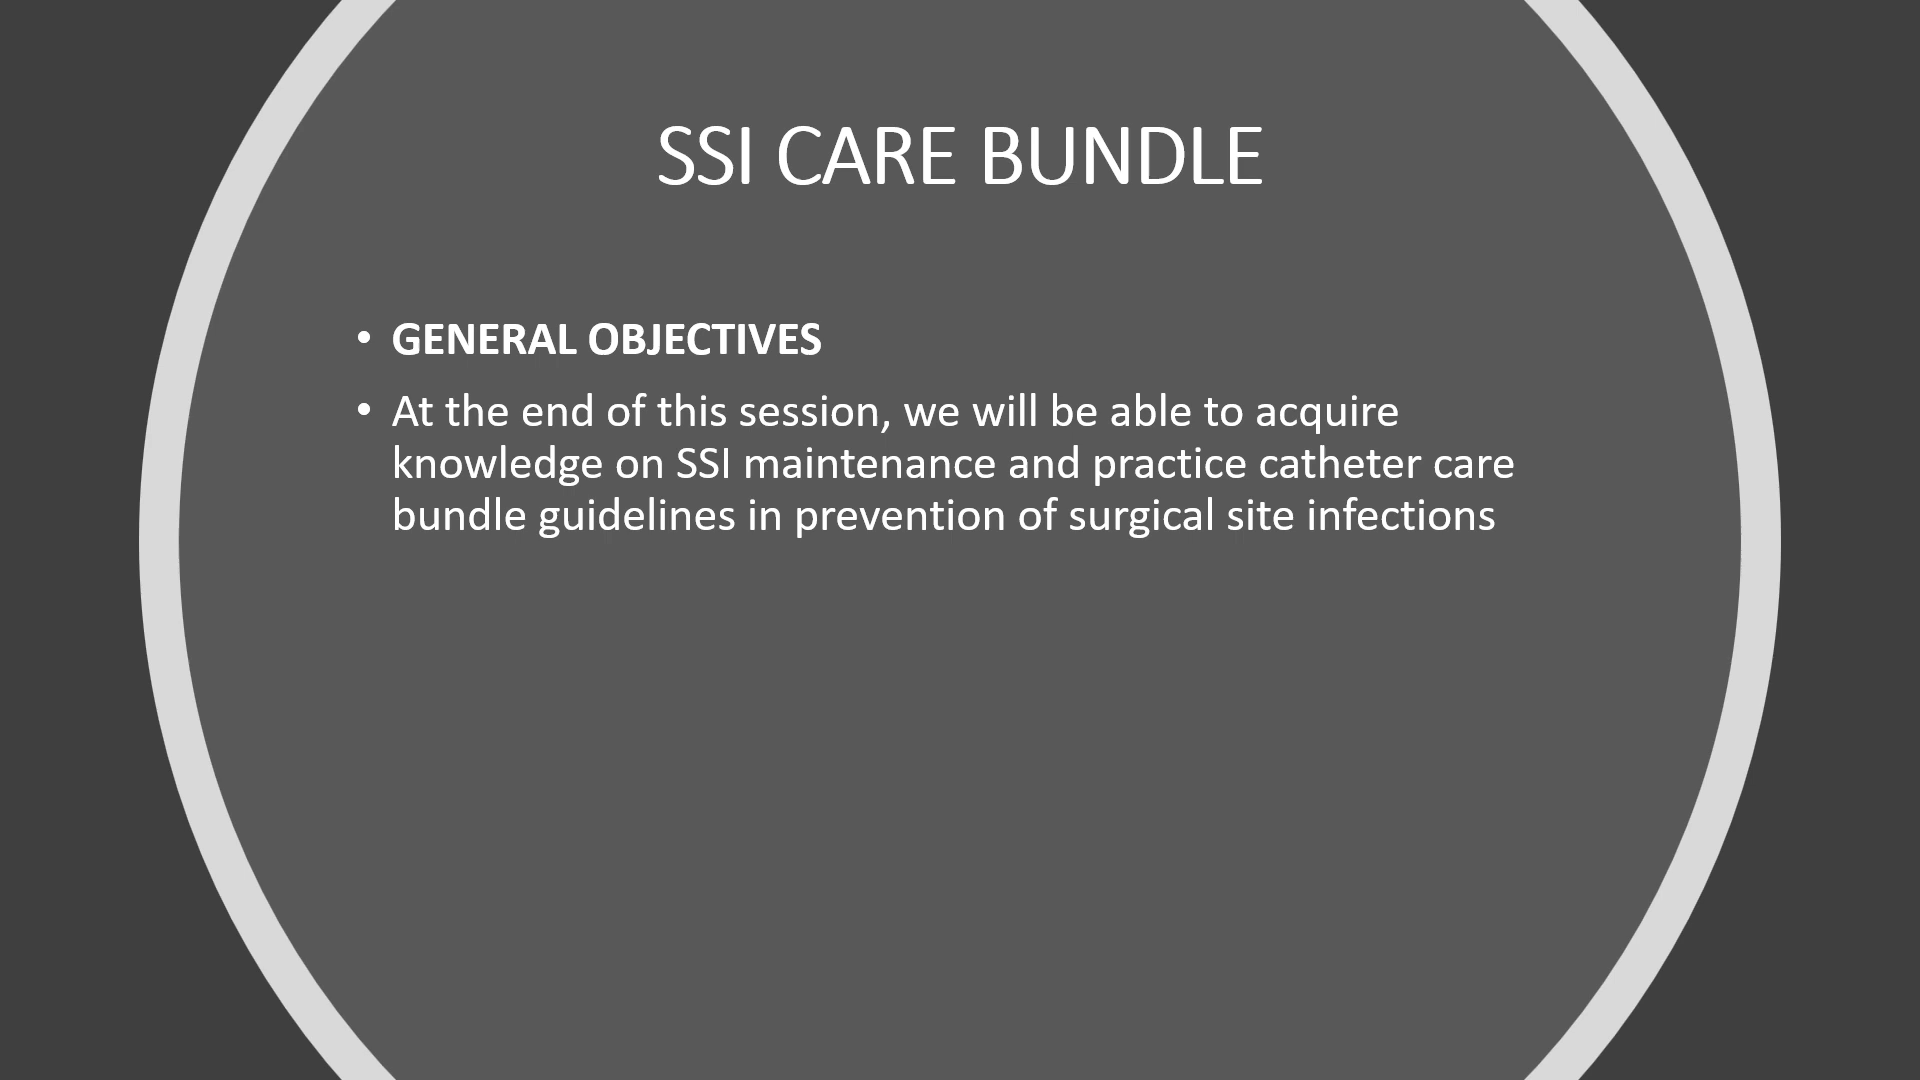 SSI CARE BUNDLE
• GENERAL OBJECTIVES
• At the end of this session, we will be able to acquire
knowledge on SSI maintenance and practice catheter care
bundle guidelines in prevention of surgical site infections